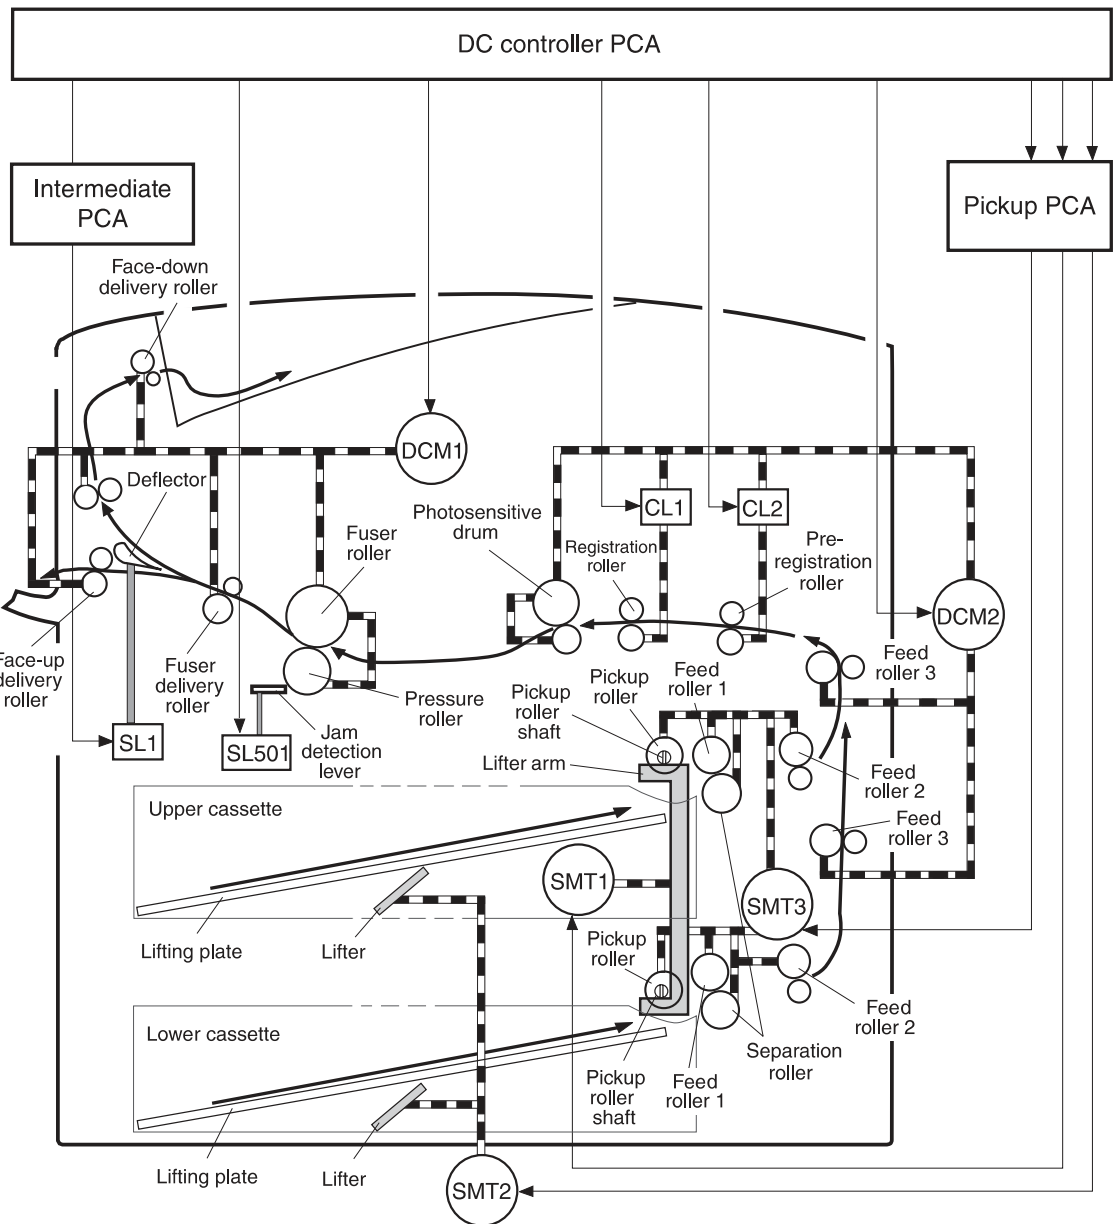 DC controller PCA
Intermediate
PCA
Pickup PCA
Face-down
delivery roller
DCM1
Deflector
Photosensitive
drum
CL1
CL2
Fuser
roller
Registration
roller
Pre-
registration
roller
DCM2
Face-up
delivery
roller
Fuser
delivery
roller
Pressure
roller
Pickup
roller
shaft
Pickup
roller
Feed
roller 1
Feed
roller 3
SL1
SL501
Jam
detection
lever
Lifter arm
Feed
roller 2
Upper cassette
Feed
roller 3
SMT1
SMT3
Lifting plate
Lifter
Pickup
roller
Feed
roller 2
Lower cassette
Separation
roller
Pickup
roller
shaft
Feed
roller 1
Lifting plate
Lifter
SMT2